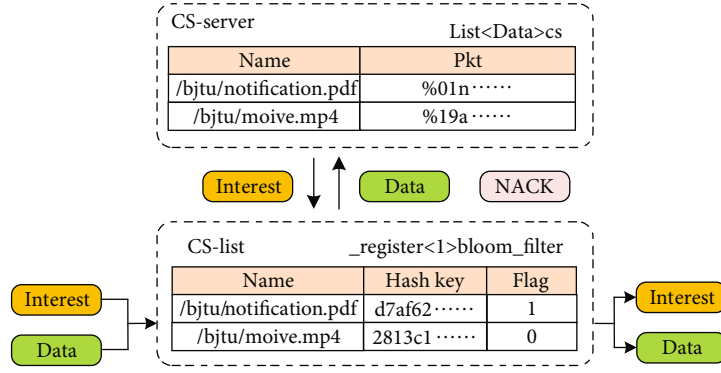 CS-server
List<Data>cs
Name Pkt
/bjtu/notification.pdf %01n······
/bjtu/moive.mp4 %19a······
Interest Data NACK
CS-list
_register<1>bloom_filter
Name Hash key Flag
/bjtu/notification.pdf d7af62······ 1
/bjtu/moive.mp4 2813c1······ 0
Interest
Data
Interest
Data